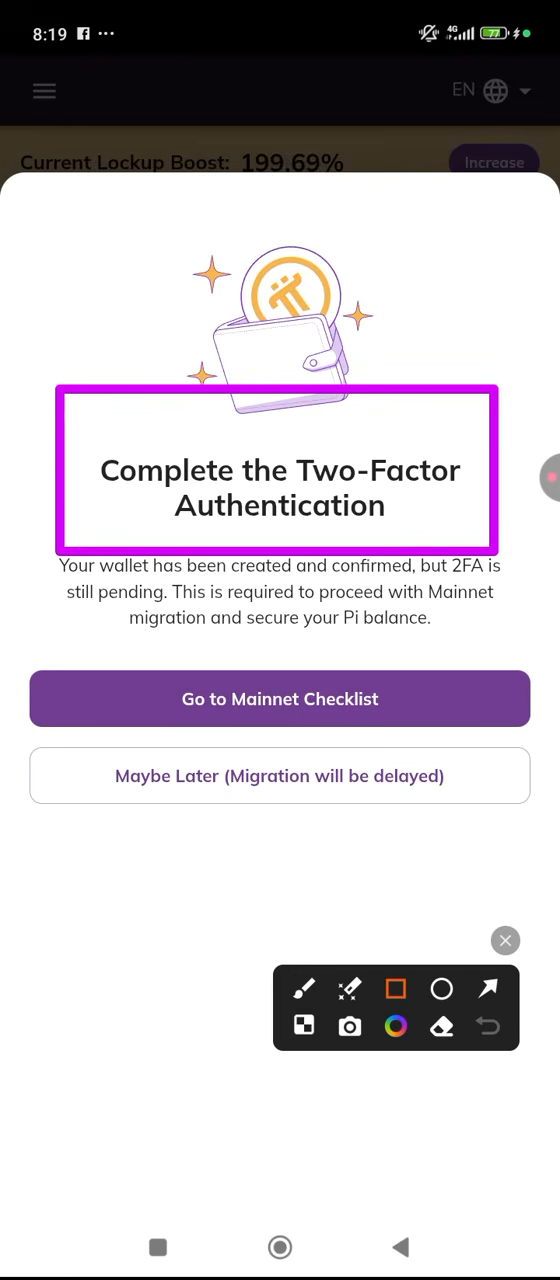 8:19
4G
77
EN
Current Lockup Boost: 199.69%
Increase
Complete the Two-Factor
Authentication
Your wallet has been created and confirmed, but 2FA is
still pending. This is required to proceed with Mainnet
migration and secure your Pi balance.
Go to Mainnet Checklist
Maybe Later (Migration will be delayed)